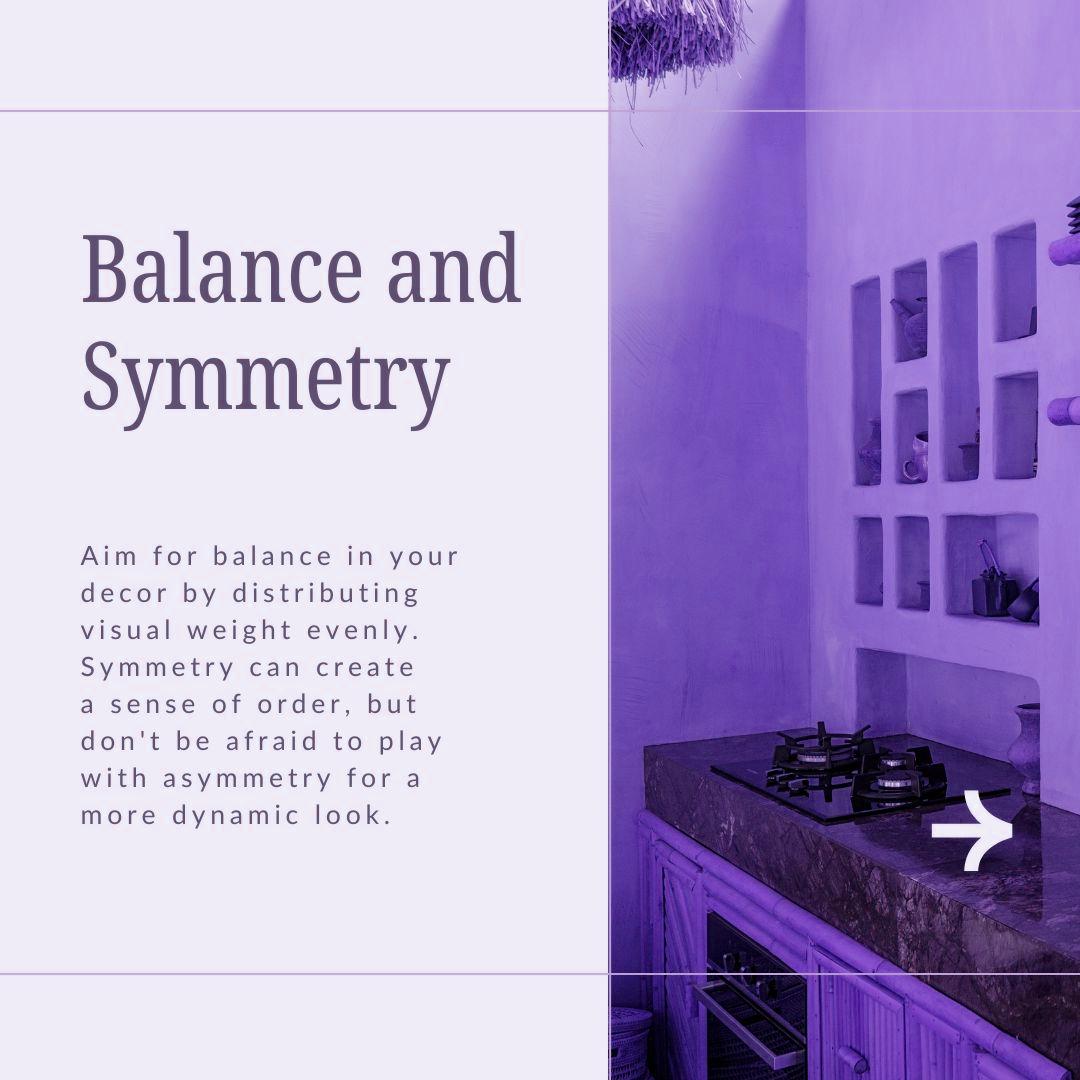 Balance and
Symmetry
Aim for balance in your
decor by distributing
visual weight evenly.
Symmetry can create
a sense of order, but
don't be afraid to play
with asymmetry for a
more dynamic look.